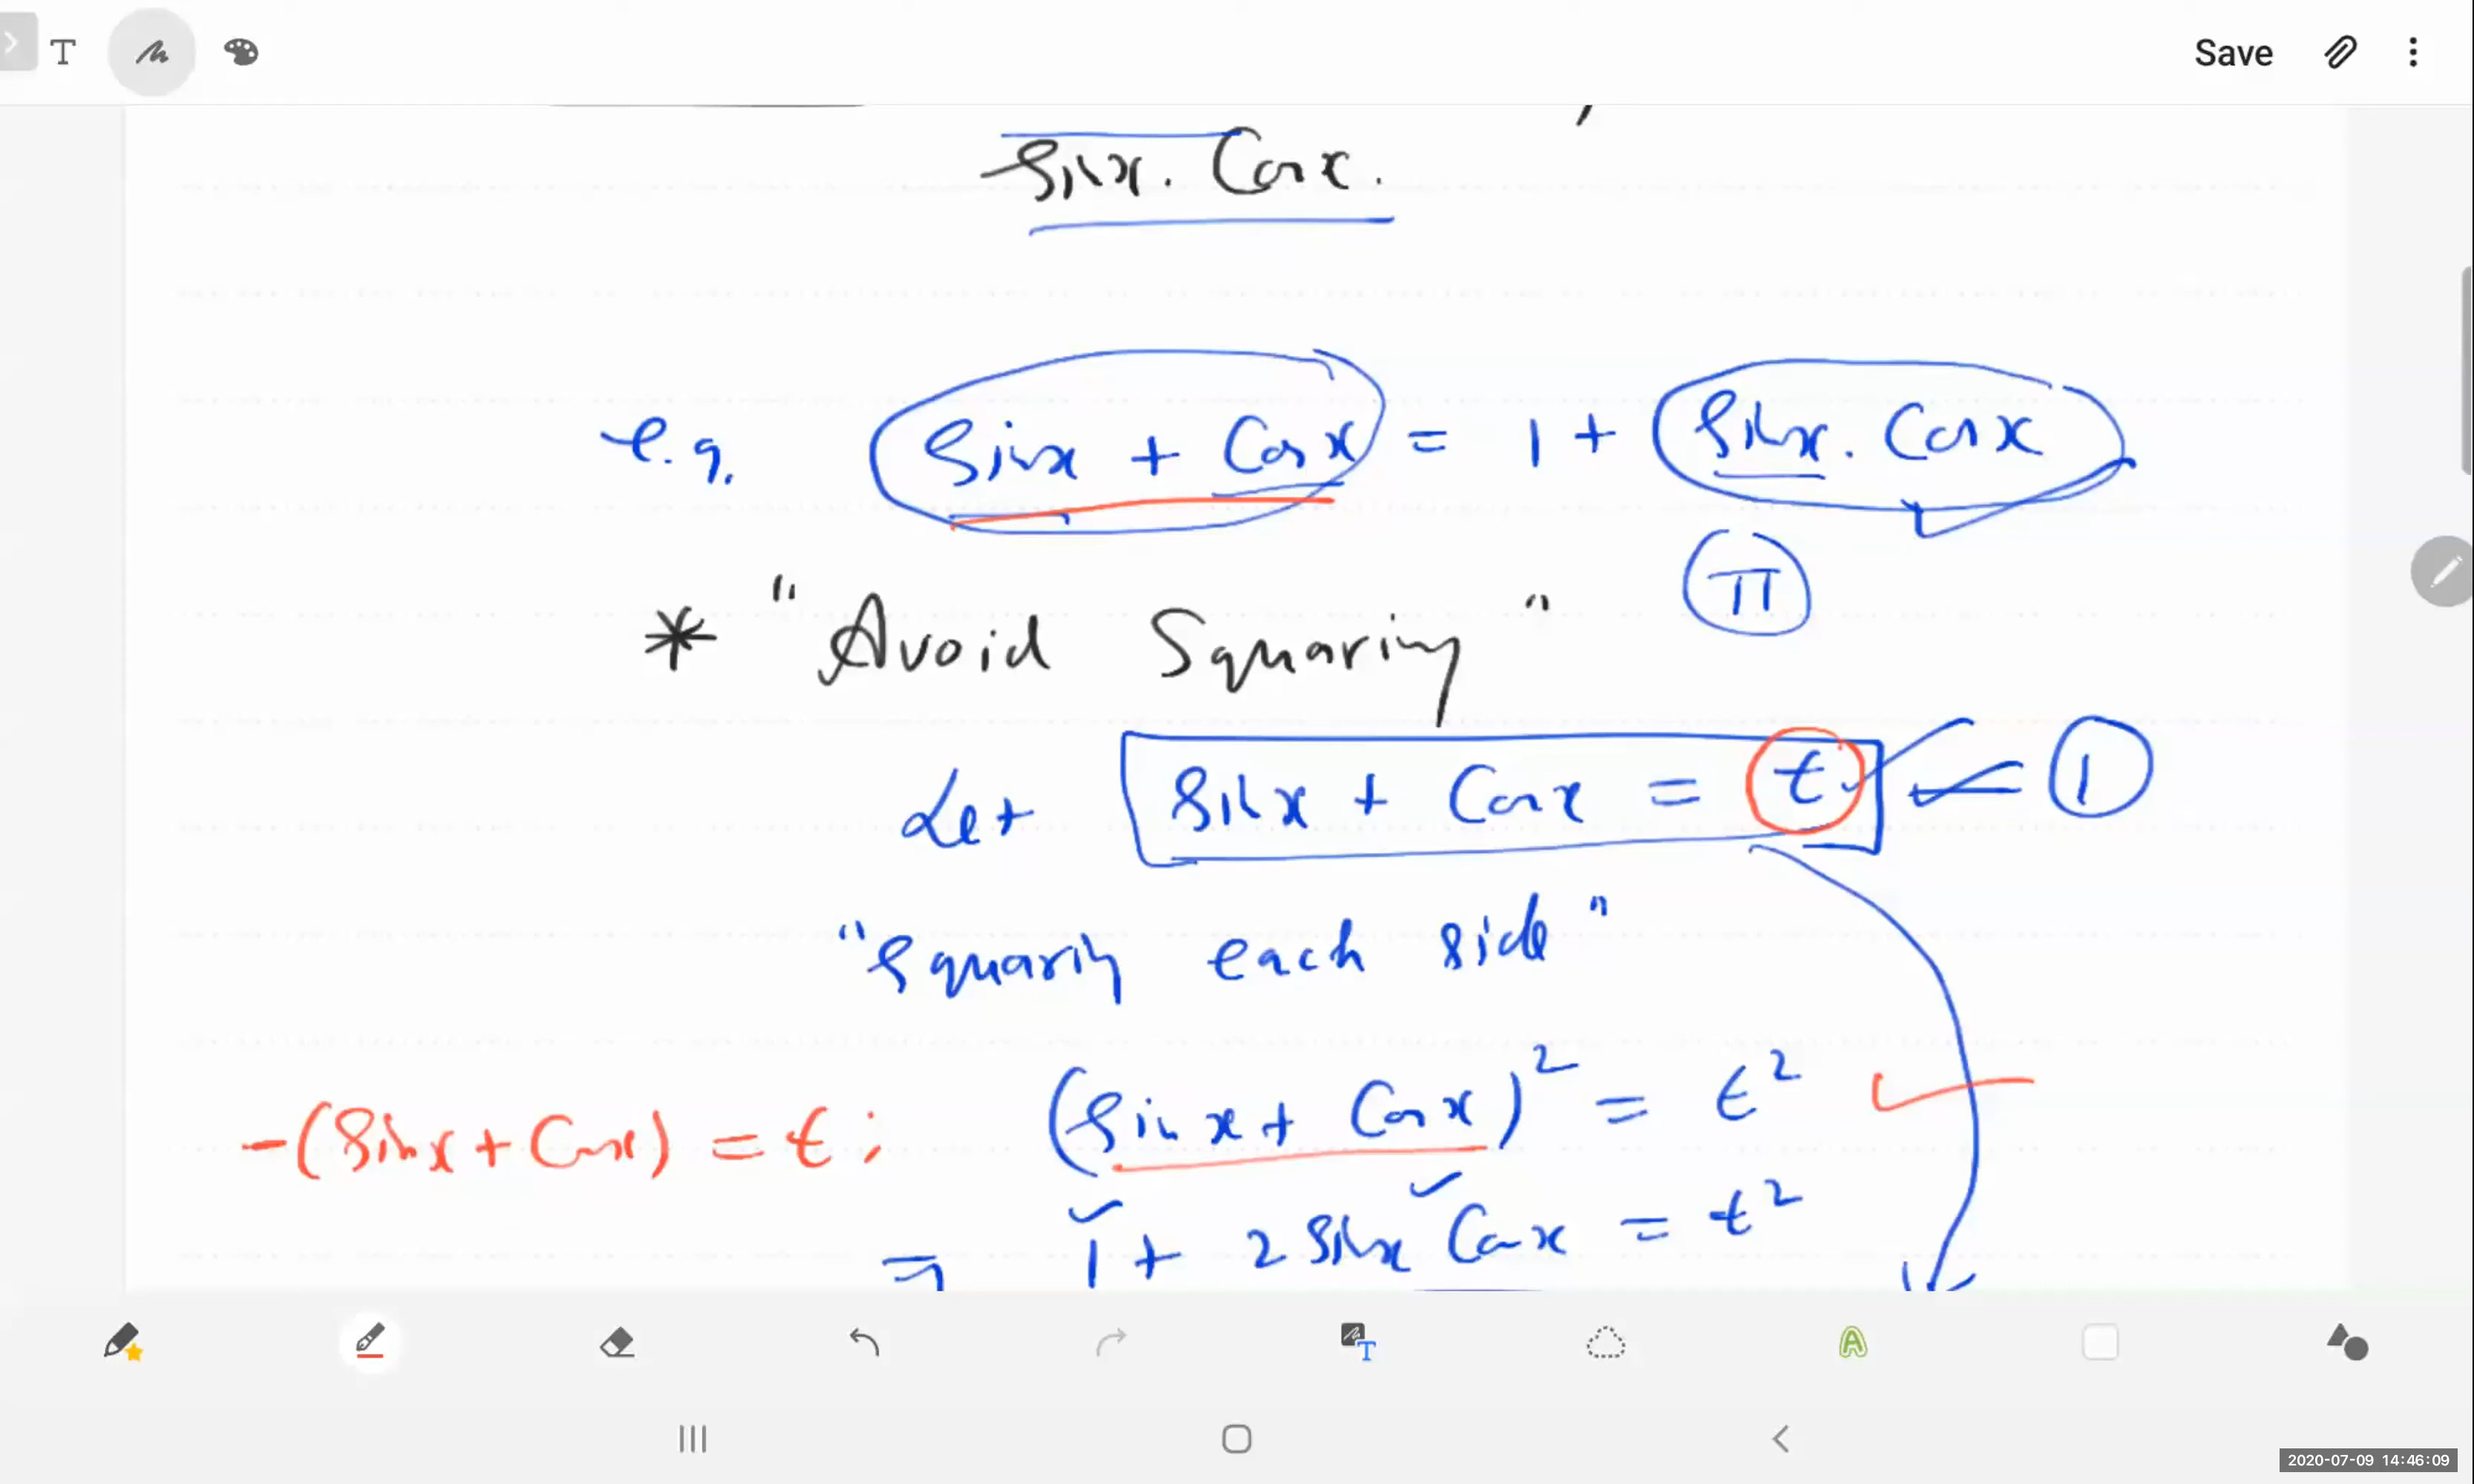 T Save
Sinx. Cosx.
e.g. Sinx + Cosx = 1 + Sinx. Cosx
II
* "Avoid Squaring"
Let Sinx + Cosx = t 1
"Squaring each side"
-(Sinx + Cosx) = t ; (Sinx + Cosx)² = t²
⇒ 1 + 2 Sinx Cosx = t²
T A
2020-07-09 14:46:09